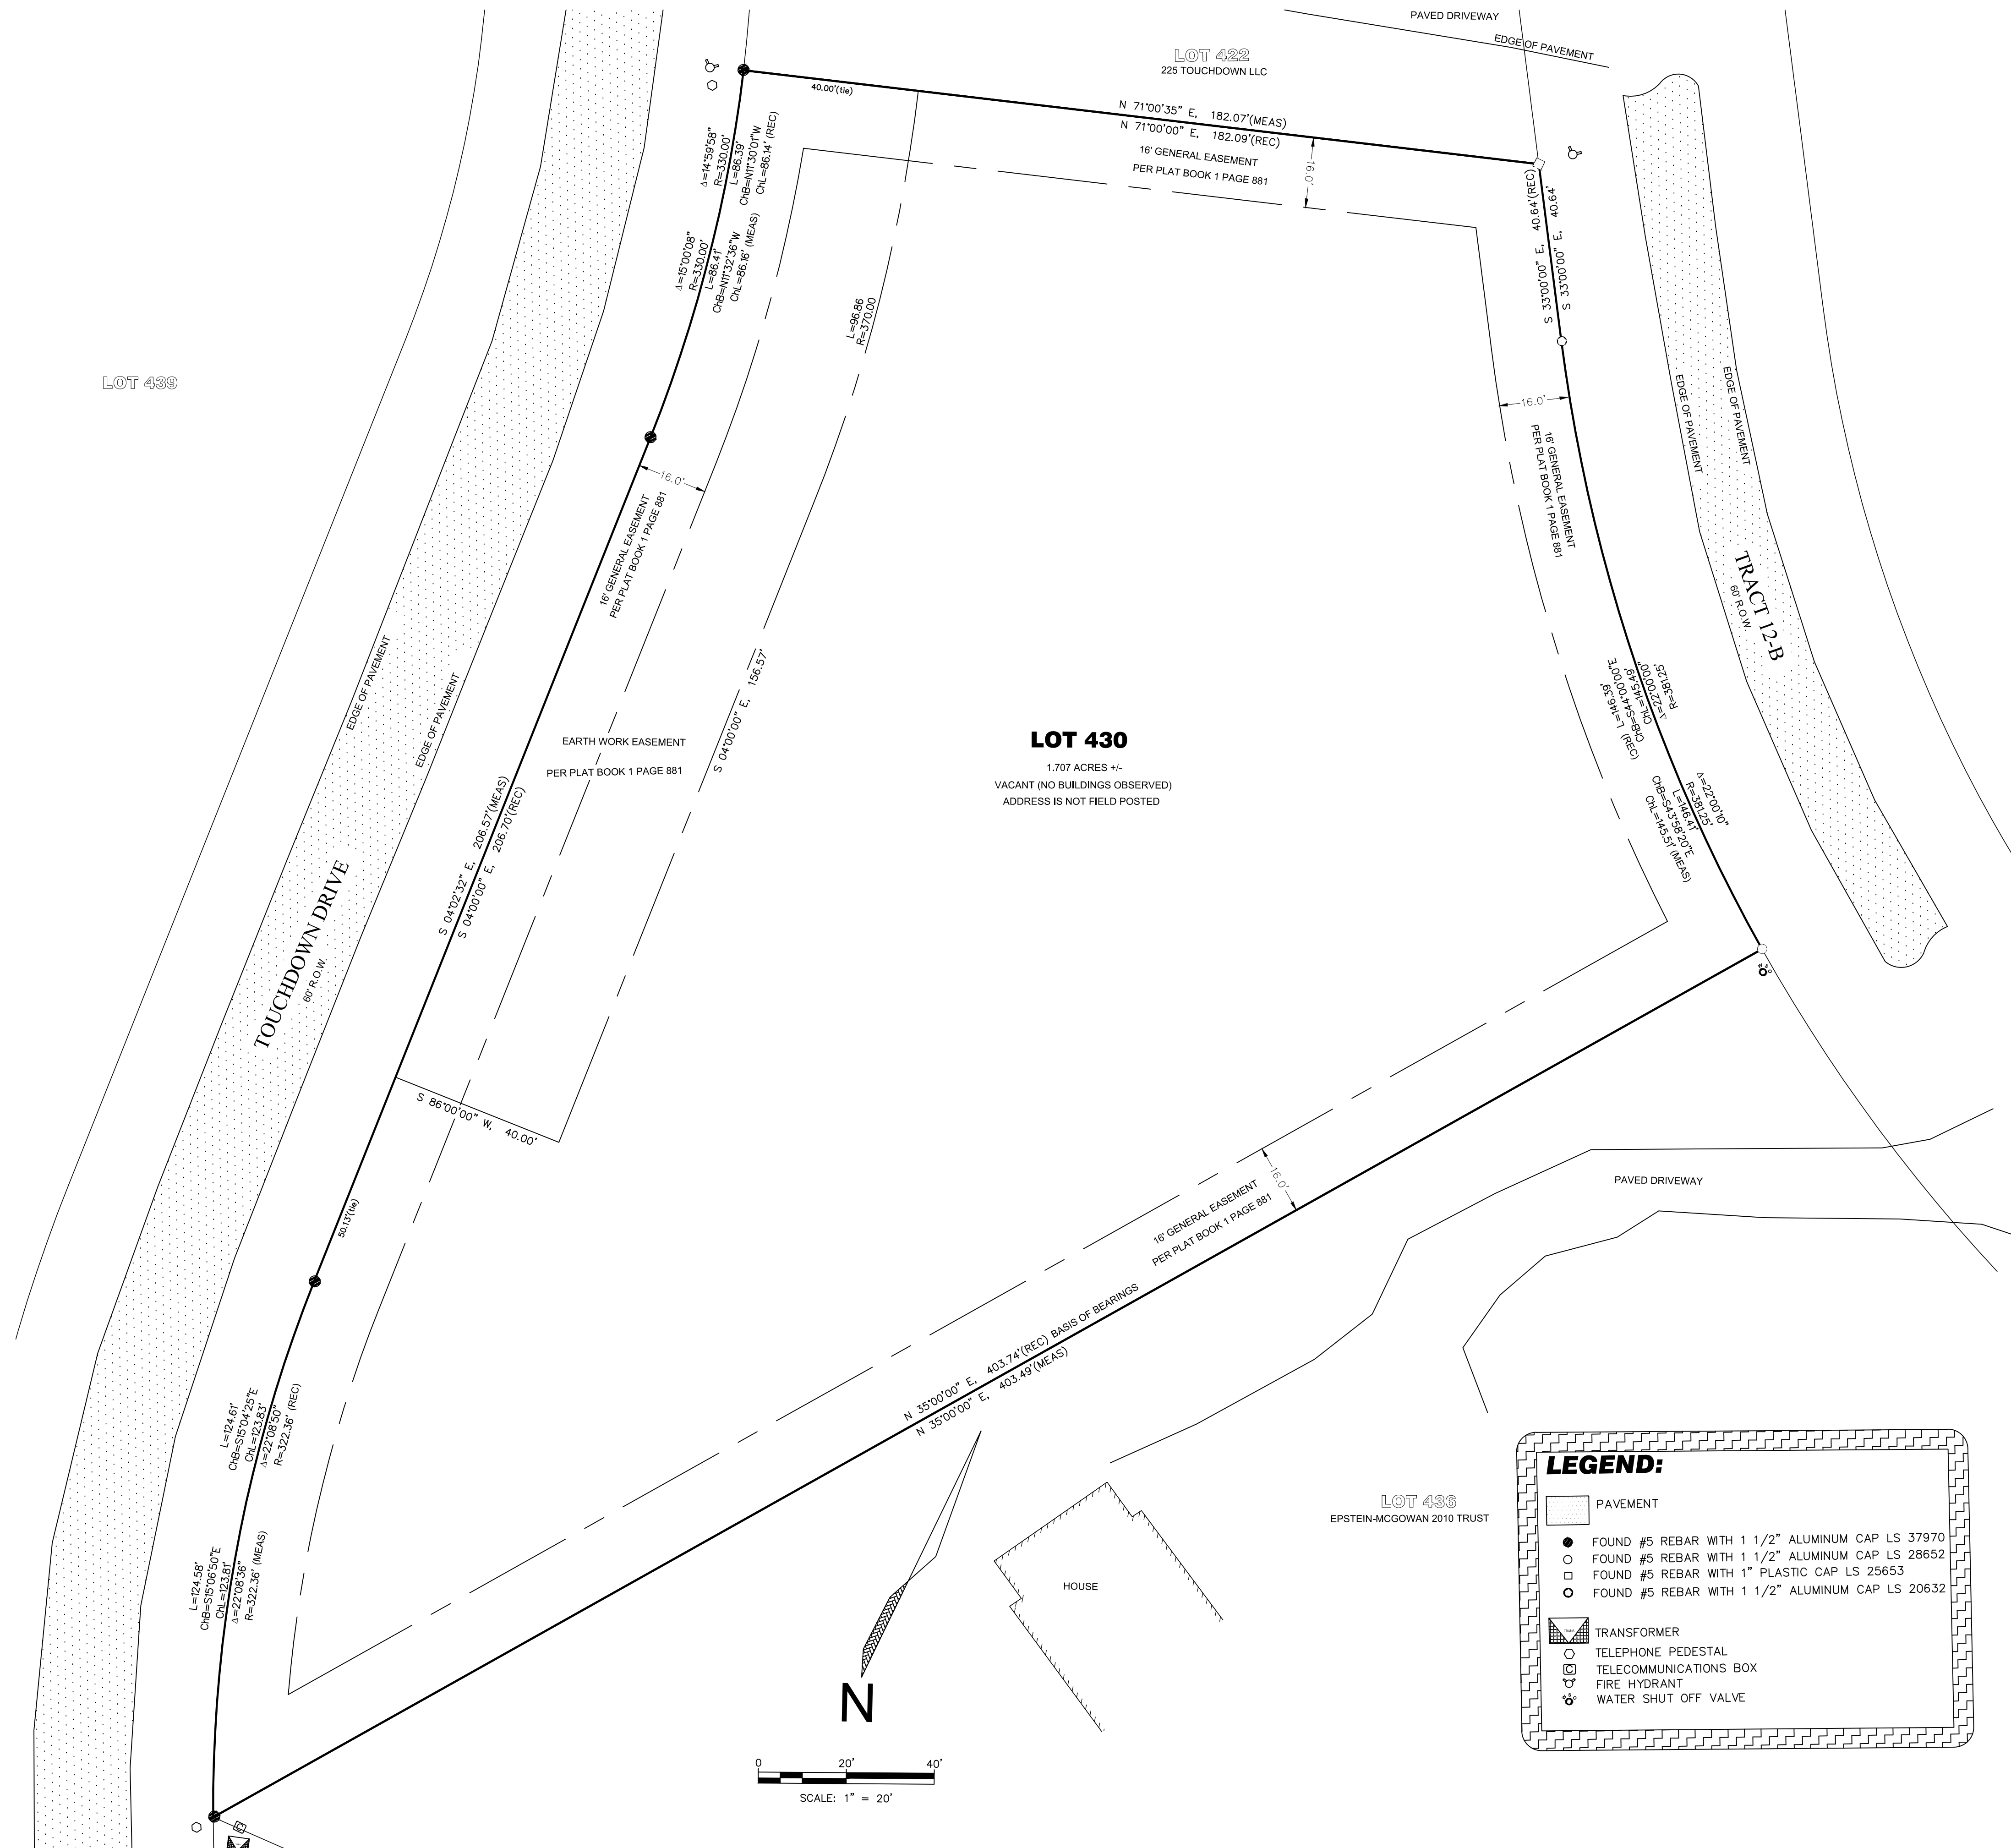 PAVED DRIVEWAY
EDGE OF PAVEMENT
LOT 422
225 TOUCHDOWN LLC
40.00'(tie)
N 71°00'35" E, 182.07'(MEAS)
N 71°00'00" E, 182.09'(REC)
16' GENERAL EASEMENT
PER PLAT BOOK 1 PAGE 881
16.0'
Δ=14°59'58"
R=330.00'
L=86.39'
ChB=N11°30'01"W
ChL=86.14' (REC)
Δ=15°00'08"
R=330.00'
L=86.41'
ChB=N11°32'36"W
ChL=86.16' (MEAS)
L=96.86
R=370.00
S 33°00'00" E, 40.64'(REC)
S 33°00'00" E, 40.64'
LOT 439
16.0'
16' GENERAL EASEMENT
PER PLAT BOOK 1 PAGE 881
16.0'
16' GENERAL EASEMENT
PER PLAT BOOK 1 PAGE 881
EDGE OF PAVEMENT
EDGE OF PAVEMENT
TRACT 12-B
60' R.O.W.
EDGE OF PAVEMENT
EDGE OF PAVEMENT
EARTH WORK EASEMENT
PER PLAT BOOK 1 PAGE 881
S 04°00'00" E, 156.57'
LOT 430
1.707 ACRES +/-
VACANT (NO BUILDINGS OBSERVED)
ADDRESS IS NOT FIELD POSTED
R=381.25'
Δ=22°00'00"
ChL=145.49'
ChB=S44°00'00"E
L=146.39'
(REC)
Δ=22°00'10"
R=381.25'
L=146.41'
ChB=S43°58'20"E
ChL=145.51' (MEAS)
S 04°02'32" E, 206.57'(MEAS)
S 04°00'00" E, 206.70'(REC)
TOUCHDOWN DRIVE
60' R.O.W.
S 86°00'00" W, 40.00'
50.13'(tie)
16.0'
16' GENERAL EASEMENT
PER PLAT BOOK 1 PAGE 881
PAVED DRIVEWAY
N 35°00'00" E, 403.74'(REC) BASIS OF BEARINGS
N 35°00'00" E, 403.49'(MEAS)
L=124.61'
ChB=S15°04'25"E
ChL=123.83'
Δ=22°08'50"
R=322.36' (REC)
L=124.58'
ChB=S15°06'50"E
ChL=123.81'
Δ=22°08'36"
R=322.36' (MEAS)
LOT 436
EPSTEIN-MCGOWAN 2010 TRUST
HOUSE
N
0 20' 40'
SCALE: 1" = 20'
C
LEGEND:
PAVEMENT
FOUND #5 REBAR WITH 1 1/2" ALUMINUM CAP LS 37970
FOUND #5 REBAR WITH 1 1/2" ALUMINUM CAP LS 28652
FOUND #5 REBAR WITH 1" PLASTIC CAP LS 25653
FOUND #5 REBAR WITH 1 1/2" ALUMINUM CAP LS 20632
TRANSFORMER
TELEPHONE PEDESTAL
C TELECOMMUNICATIONS BOX
FIRE HYDRANT
WATER SHUT OFF VALVE